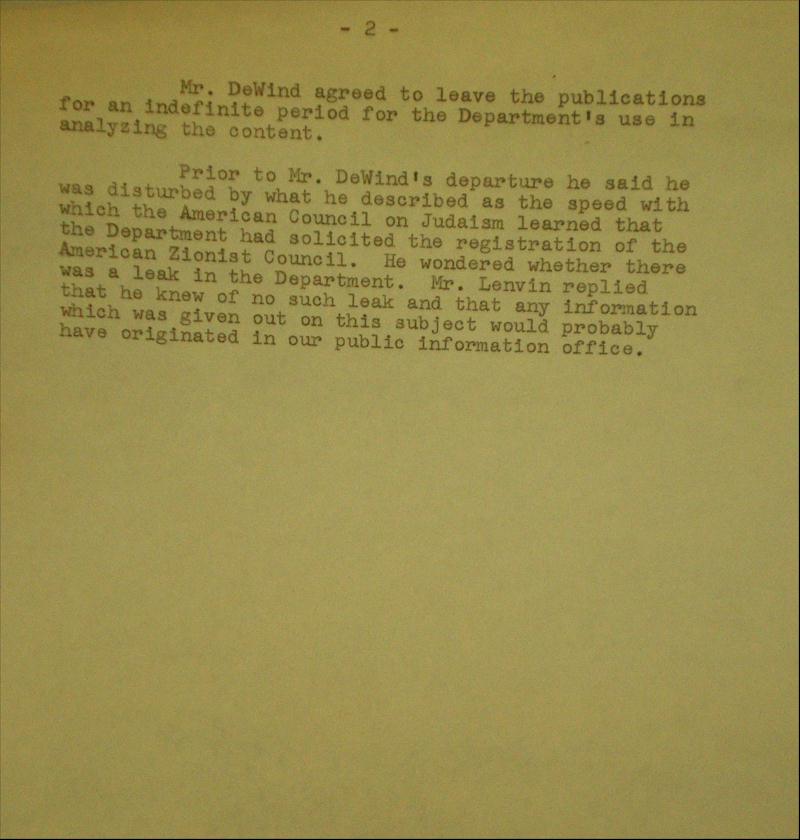 - 2 -
Mr. DeWind agreed to leave the publications
for an indefinite period for the Department's use in
analyzing the content.
Prior to Mr. DeWind's departure he said he
was disturbed by what he described as the speed with
which the American Council on Judaism learned that
the Department had solicited the registration of the
American Zionist Council. He wondered whether there
was a leak in the Department. Mr. Lenvin replied
that he knew of no such leak and that any information
which was given out on this subject would probably
have originated in our public information office.